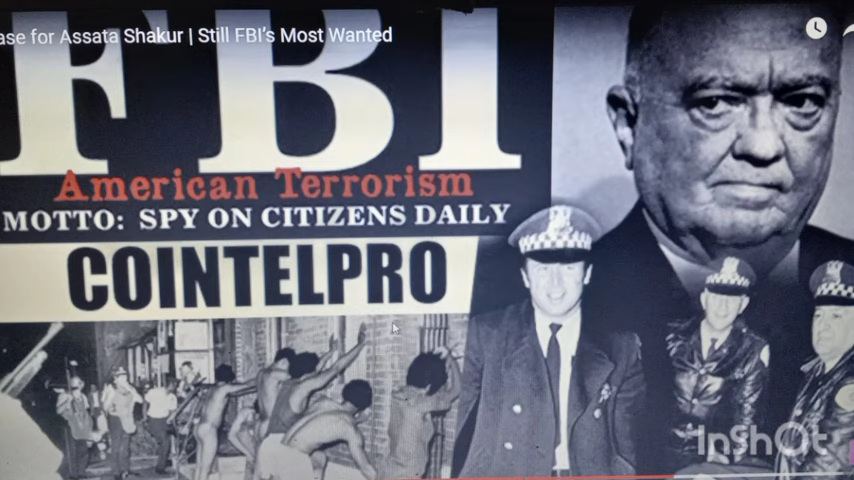 ase for Assata Shakur | Still FBI's Most Wanted
FBI
American Terrorism
MOTTO: SPY ON CITIZENS DAILY
COINTELPRO
InShOt